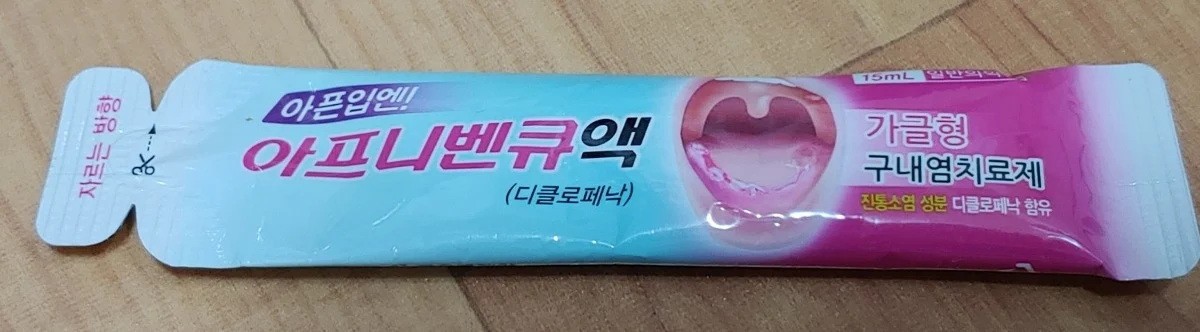 자르는 방향
아픈입엔!
아프니벤큐액
(디클로페낙)
15mL
가글형
구내염치료제
진통소염 성분 디클로페낙 함유